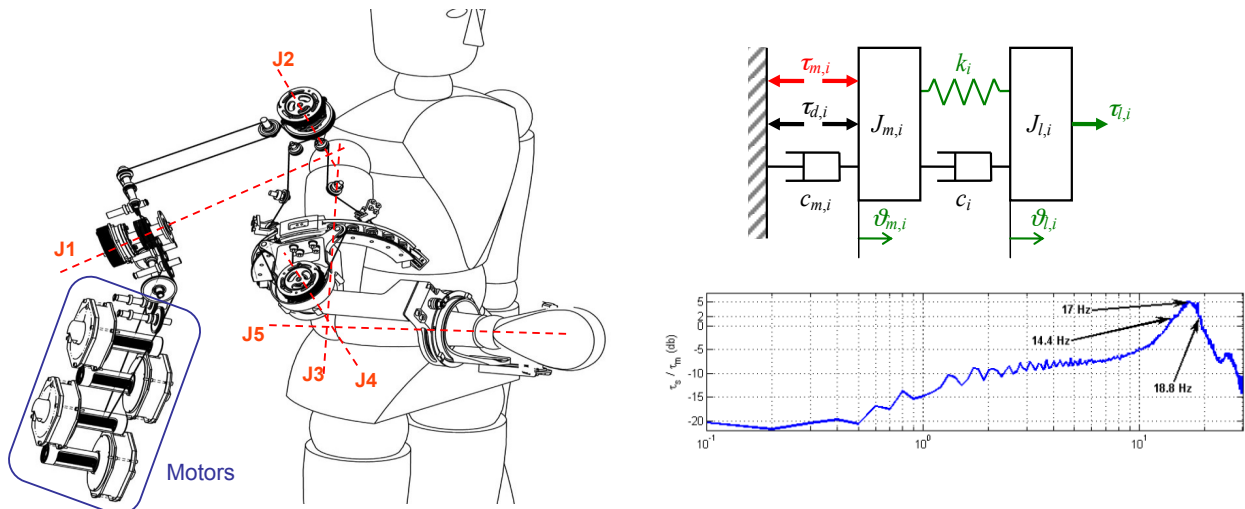 J2
J1
J5
J3
J4
Motors
τm,i
τd,i
cm,i
Jm,i
ki
ci
Jl,i
τl,i
ϑm,i
ϑl,i
5
2
0
-5
-10
-15
-20
τs / τm (db)
17 Hz
14.4 Hz
18.8 Hz
10-1
100
101